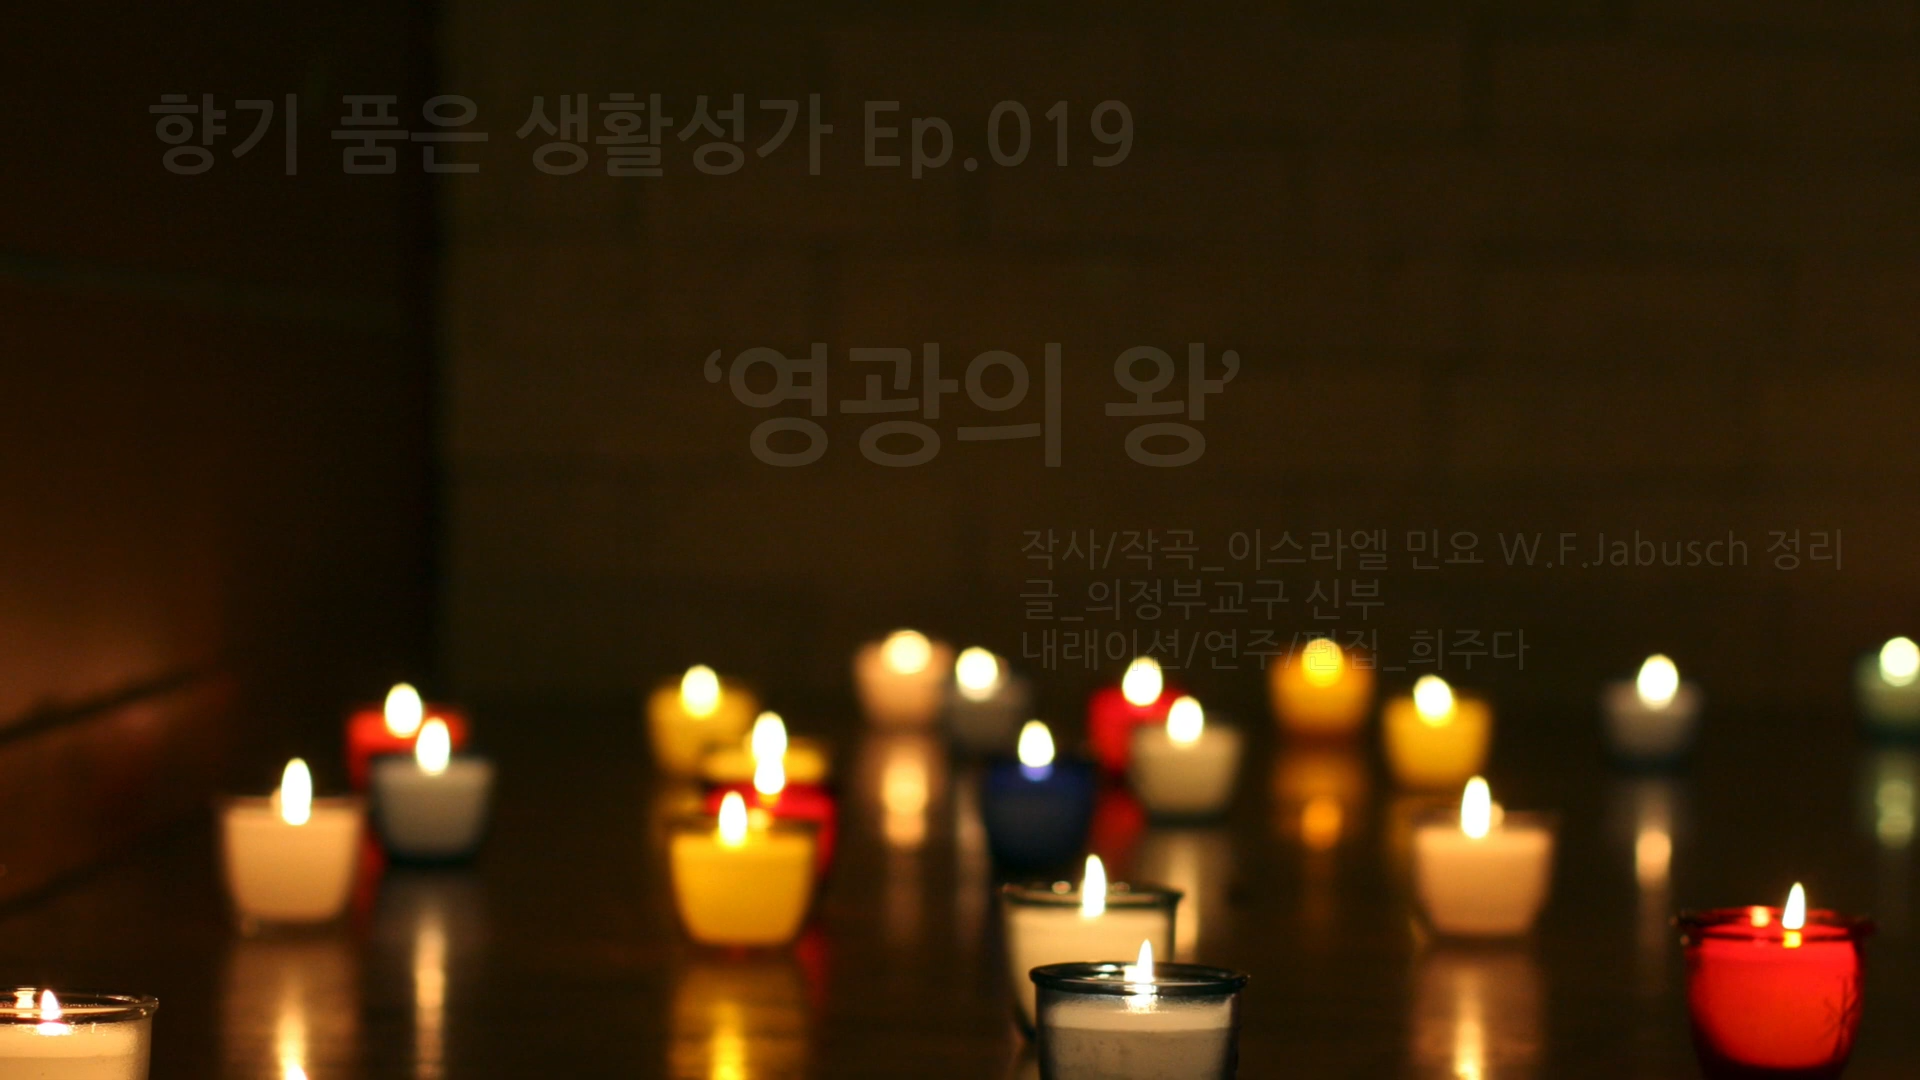 향기 품은 생활성가 Ep.019
‘영광의 왕’
작사/작곡_이스라엘 민요 W.F.Jabusch 정리
글_의정부교구 신부
내래이션/연주/편집_희주다